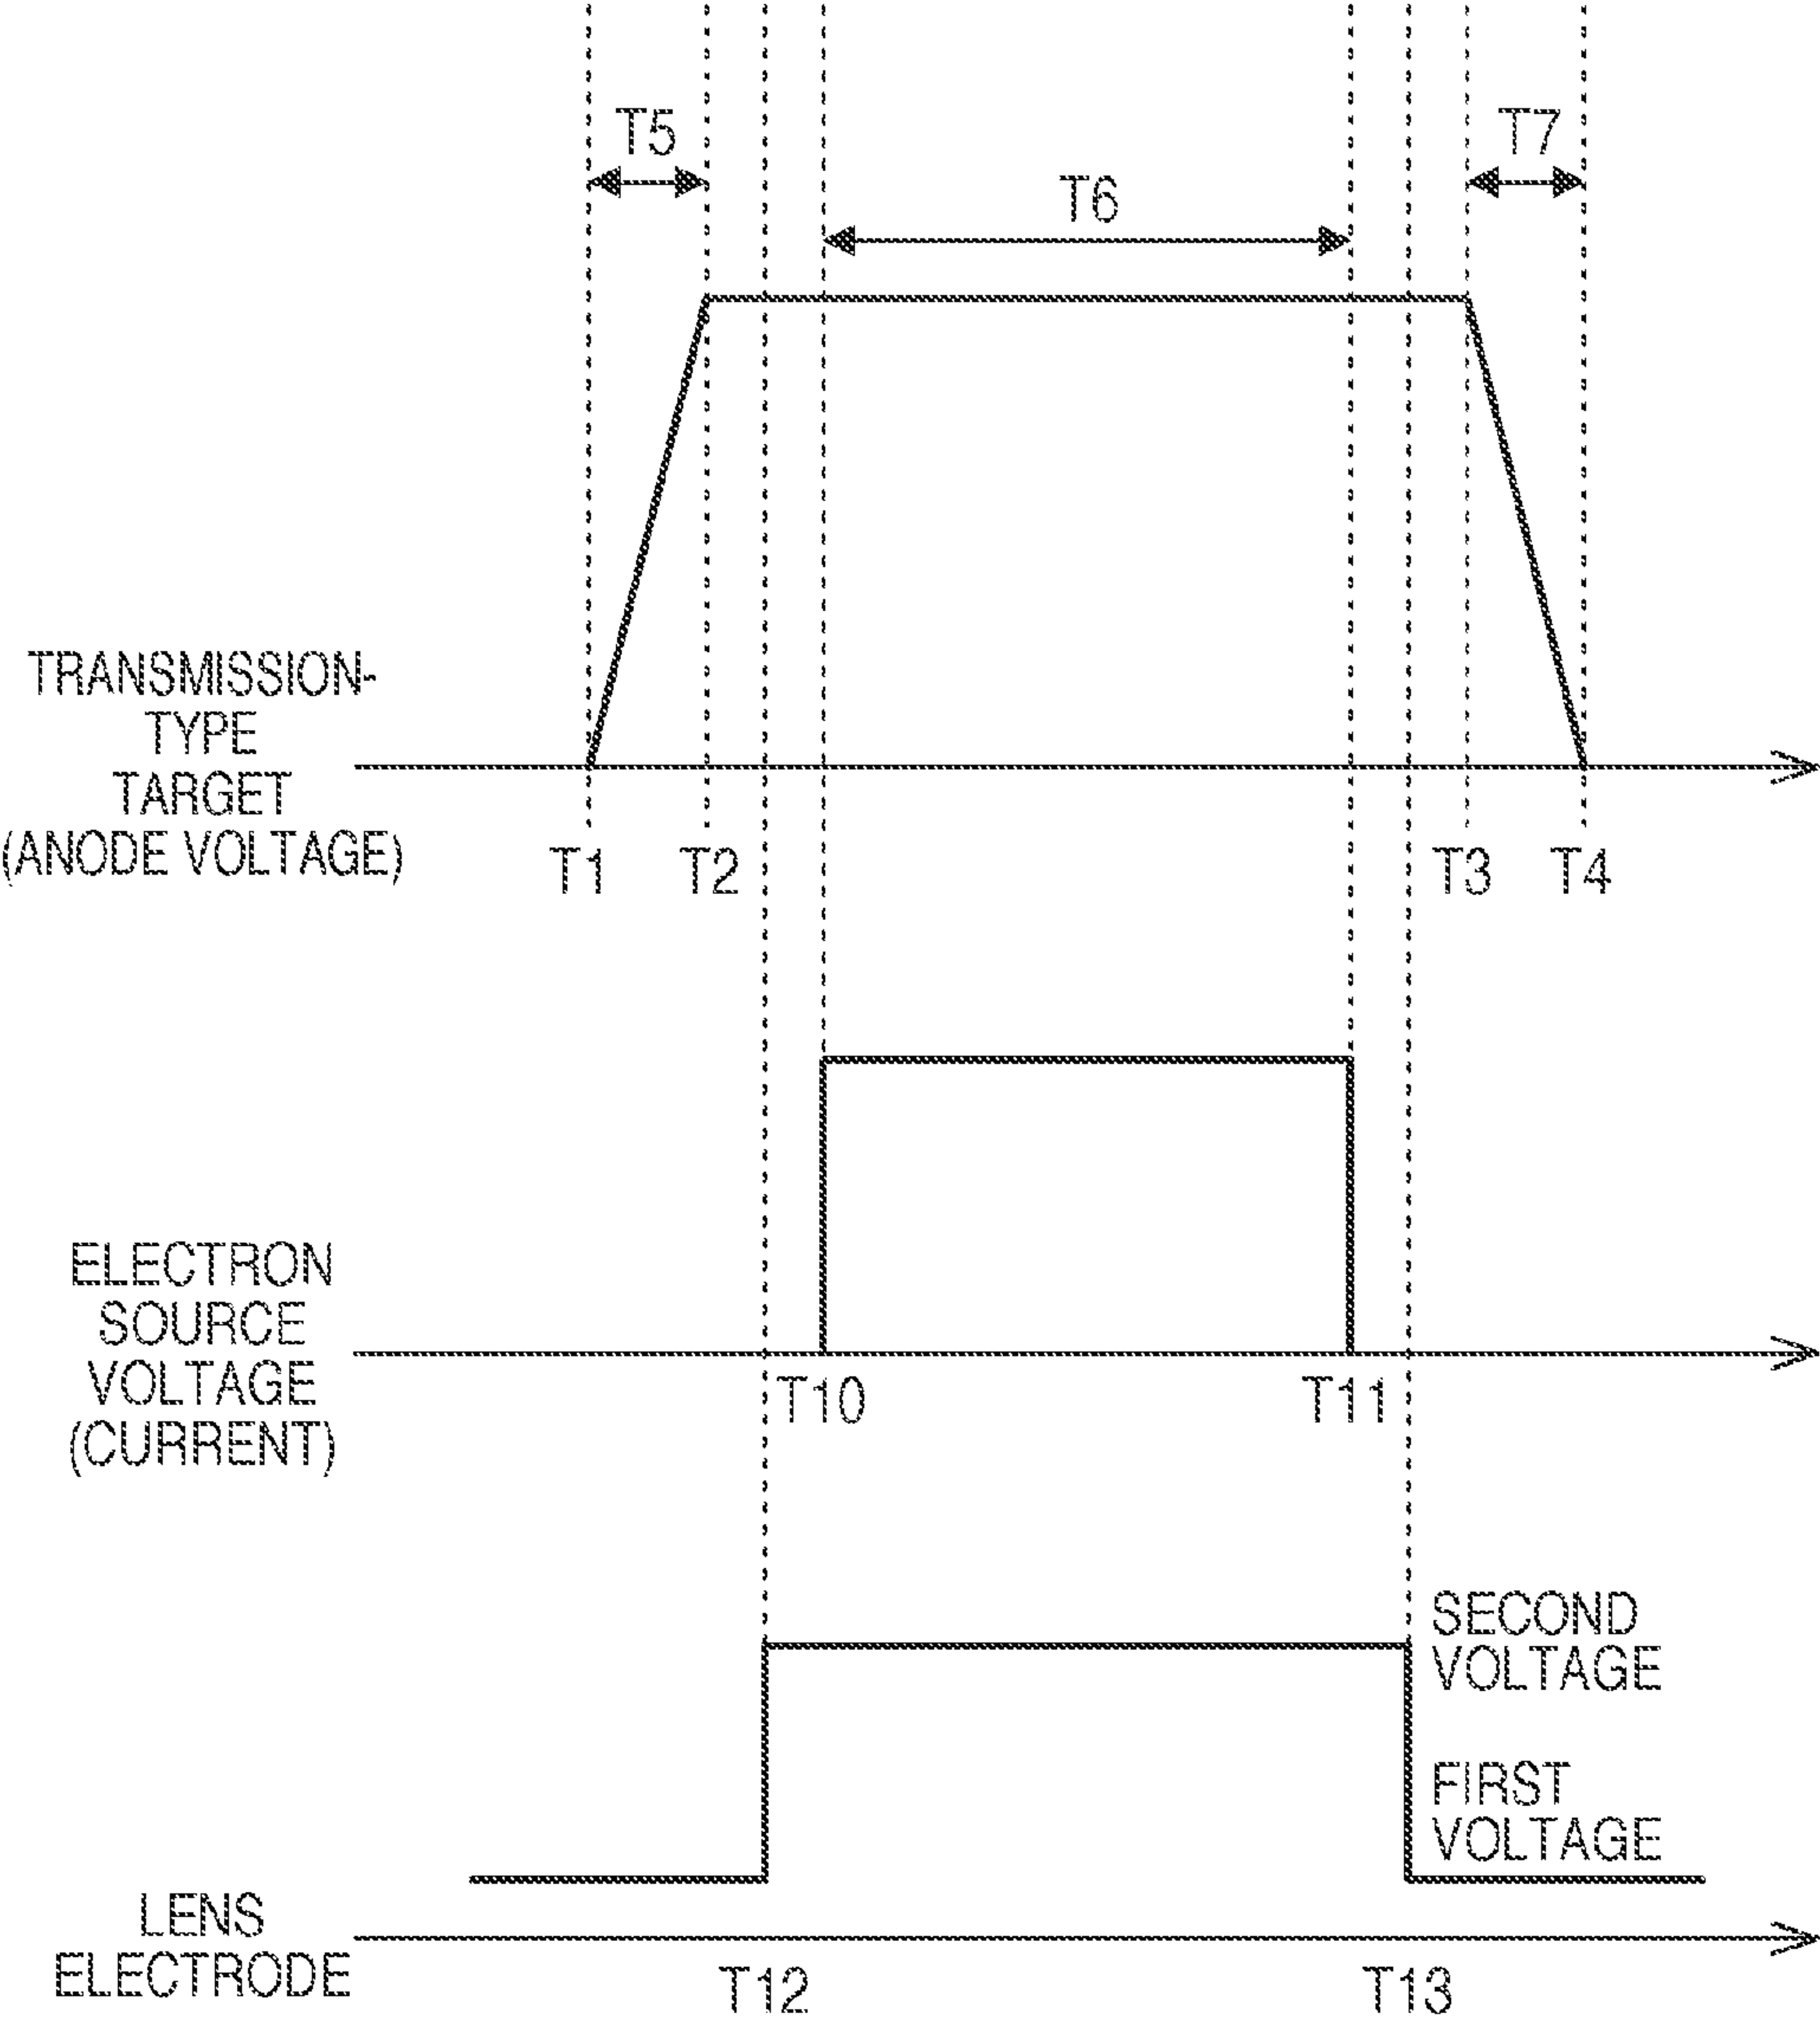 T5
T7
T6
TRANSMISSION-
TYPE
TARGET
(ANODE VOLTAGE)
T1
T2
T3
T4
ELECTRON
SOURCE
VOLTAGE
(CURRENT)
T10
T11
SECOND
VOLTAGE
FIRST
VOLTAGE
LENS
ELECTRODE
T12
T13